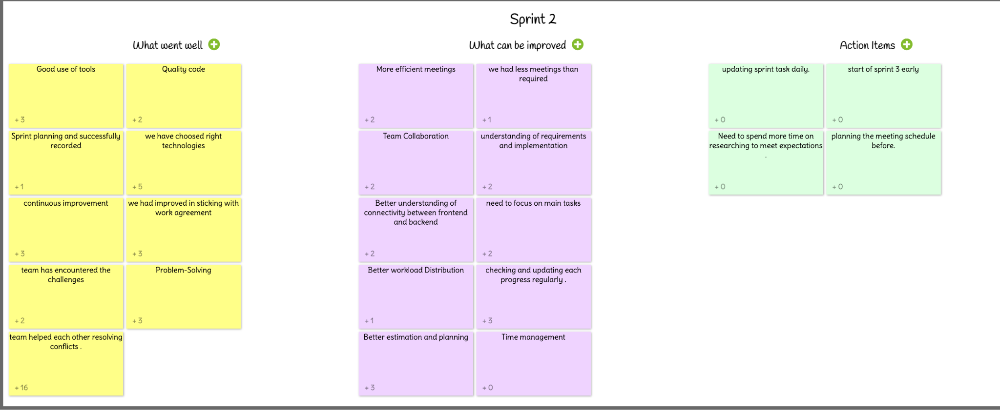 Sprint 2
What went well
Good use of tools
+ 3
Quality code
+ 2
Sprint planning and successfully
recorded
+ 1
we have choosed right
technologies
+ 5
continuous improvement
+ 3
we had improved in sticking with
work agreement
+ 3
team has encountered the
challenges
+ 2
Problem-Solving
+ 3
team helped each other resolving
conflicts .
+ 16
What can be improved
More efficient meetings
+ 2
we had less meetings than
required
+ 1
Team Collaboration
+ 2
understanding of requirements
and implementation
+ 2
Better understanding of
connectivity between frontend
and backend
+ 2
need to focus on main tasks
+ 2
Better workload Distribution
+ 1
checking and updating each
progress regularly .
+ 3
Better estimation and planning
+ 3
Time management
+ 0
Action Items
updating sprint task daily.
+ 0
start of sprint 3 early
+ 0
Need to spend more time on
researching to meet expectations
.
+ 0
planning the meeting schedule
before.
+ 0